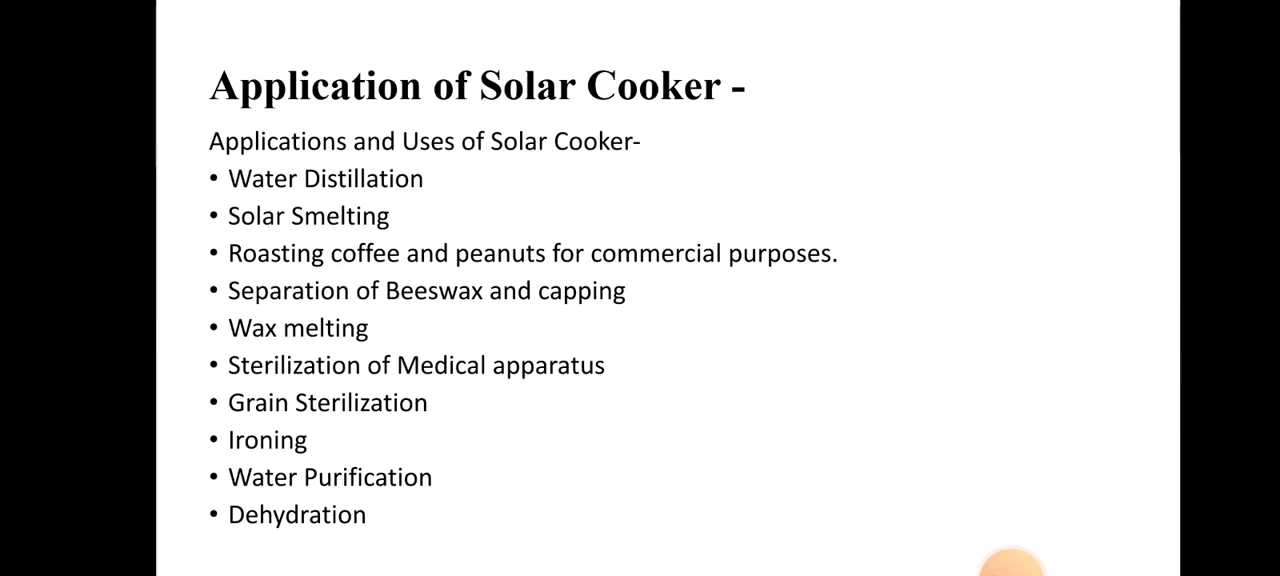 Application of Solar Cooker -
Applications and Uses of Solar Cooker-
• Water Distillation
• Solar Smelting
• Roasting coffee and peanuts for commercial purposes.
• Separation of Beeswax and capping
• Wax melting
• Sterilization of Medical apparatus
• Grain Sterilization
• Ironing
• Water Purification
• Dehydration